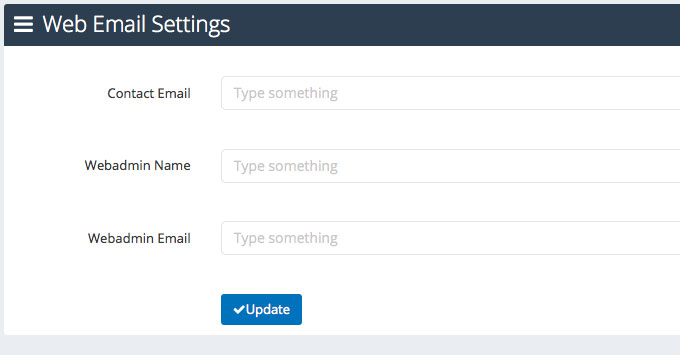 Web Email Settings
Contact Email
Type something
Webadmin Name
Type something
Webadmin Email
Type something
Update